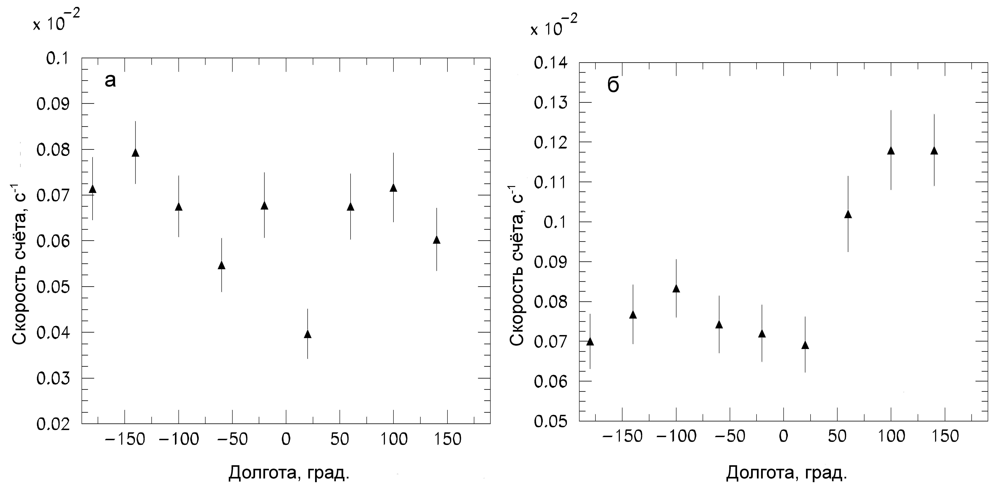 x 10⁻²
0.1
0.09
0.08
0.07
0.06
0.05
0.04
0.03
0.02
Скорость счёта, с⁻¹
а
−150 −100 −50 0 50 100 150
Долгота, град.
x 10⁻²
0.14
0.13
0.12
0.11
0.1
0.09
0.08
0.07
0.06
0.05
Скорость счёта, с⁻¹
б
−150 −100 −50 0 50 100 150
Долгота, град.